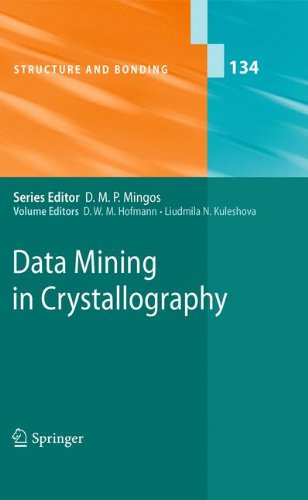 STRUCTURE AND BONDING
134
Series Editor D. M. P. Mingos
Volume Editors D. W. M. Hofmann · Liudmila N. Kuleshova
Data Mining
in Crystallography
Springer